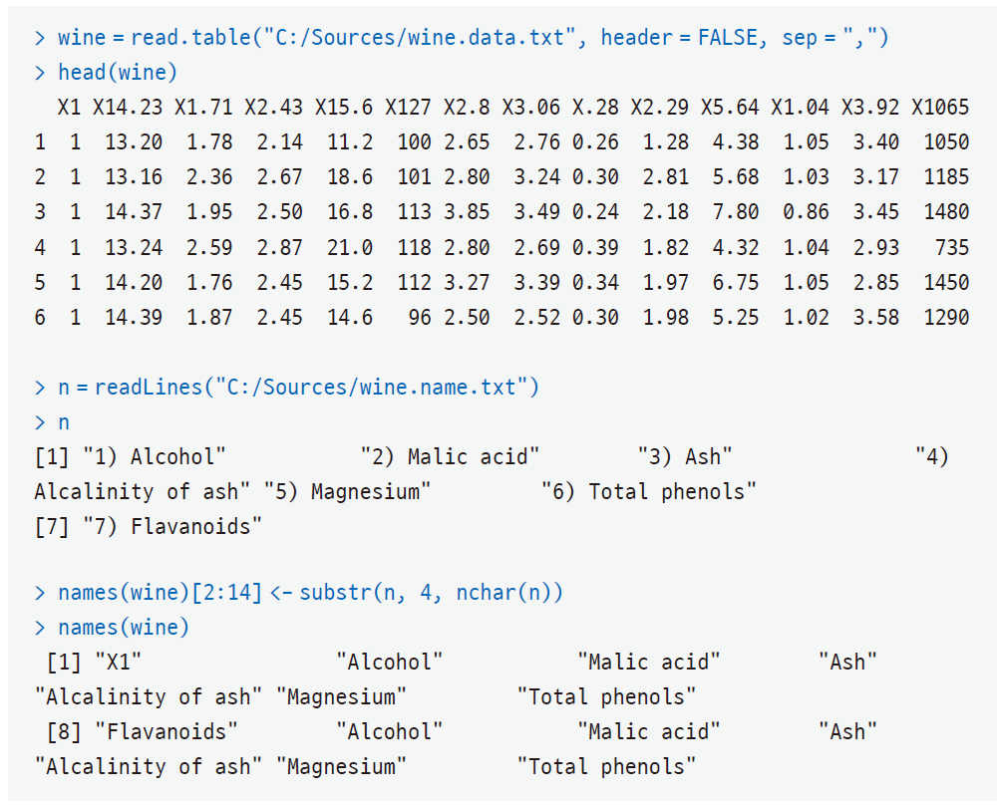 > wine = read.table("C:/Sources/wine.data.txt", header = FALSE, sep = ",")
> head(wine)
  X1 X14.23 X1.71 X2.43 X15.6 X127 X2.8 X3.06 X.28 X2.29 X5.64 X1.04 X3.92 X1065
1  1  13.20  1.78  2.14  11.2  100 2.65  2.76 0.26  1.28  4.38  1.05  3.40  1050
2  1  13.16  2.36  2.67  18.6  101 2.80  3.24 0.30  2.81  5.68  1.03  3.17  1185
3  1  14.37  1.95  2.50  16.8  113 3.85  3.49 0.24  2.18  7.80  0.86  3.45  1480
4  1  13.24  2.59  2.87  21.0  118 2.80  2.69 0.39  1.82  4.32  1.04  2.93   735
5  1  14.20  1.76  2.45  15.2  112 3.27  3.39 0.34  1.97  6.75  1.05  2.85  1450
6  1  14.39  1.87  2.45  14.6   96 2.50  2.52 0.30  1.98  5.25  1.02  3.58  1290
> n = readLines("C:/Sources/wine.name.txt")
> n
[1] "1) Alcohol"           "2) Malic acid"        "3) Ash"               "4)
Alcalinity of ash" "5) Magnesium"         "6) Total phenols"
[7] "7) Flavanoids"
> names(wine)[2:14] <- substr(n, 4, nchar(n))
> names(wine)
 [1] "X1"                "Alcohol"           "Malic acid"        "Ash"
"Alcalinity of ash" "Magnesium"         "Total phenols"
 [8] "Flavanoids"        "Alcohol"           "Malic acid"        "Ash"
"Alcalinity of ash" "Magnesium"         "Total phenols"